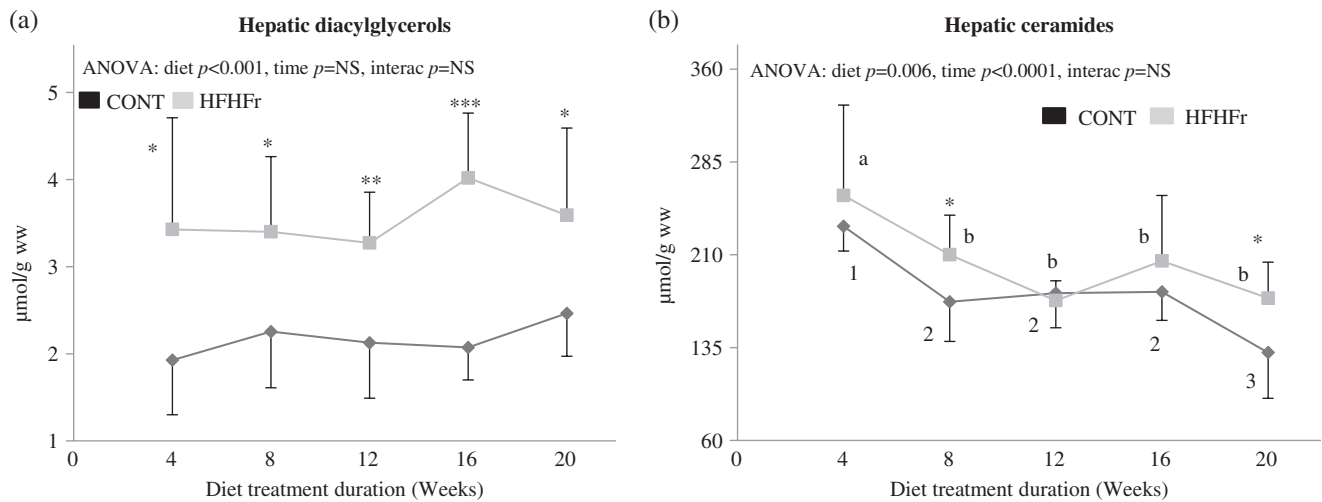 (a)
Hepatic diacylglycerols
ANOVA: diet p<0.001, time p=NS, interac p=NS
CONT HFHFr
5
4
3
2
1
µmol/g ww
* * ** *** *
0 4 8 12 16 20
Diet treatment duration (Weeks)
(b)
Hepatic ceramides
ANOVA: diet p=0.006, time p<0.0001, interac p=NS
CONT HFHFr
360
285
210
135
60
µmol/g ww
a
* b
b
b
* b
1
2
2
2
3
0 4 8 12 16 20
Diet treatment duration (Weeks)